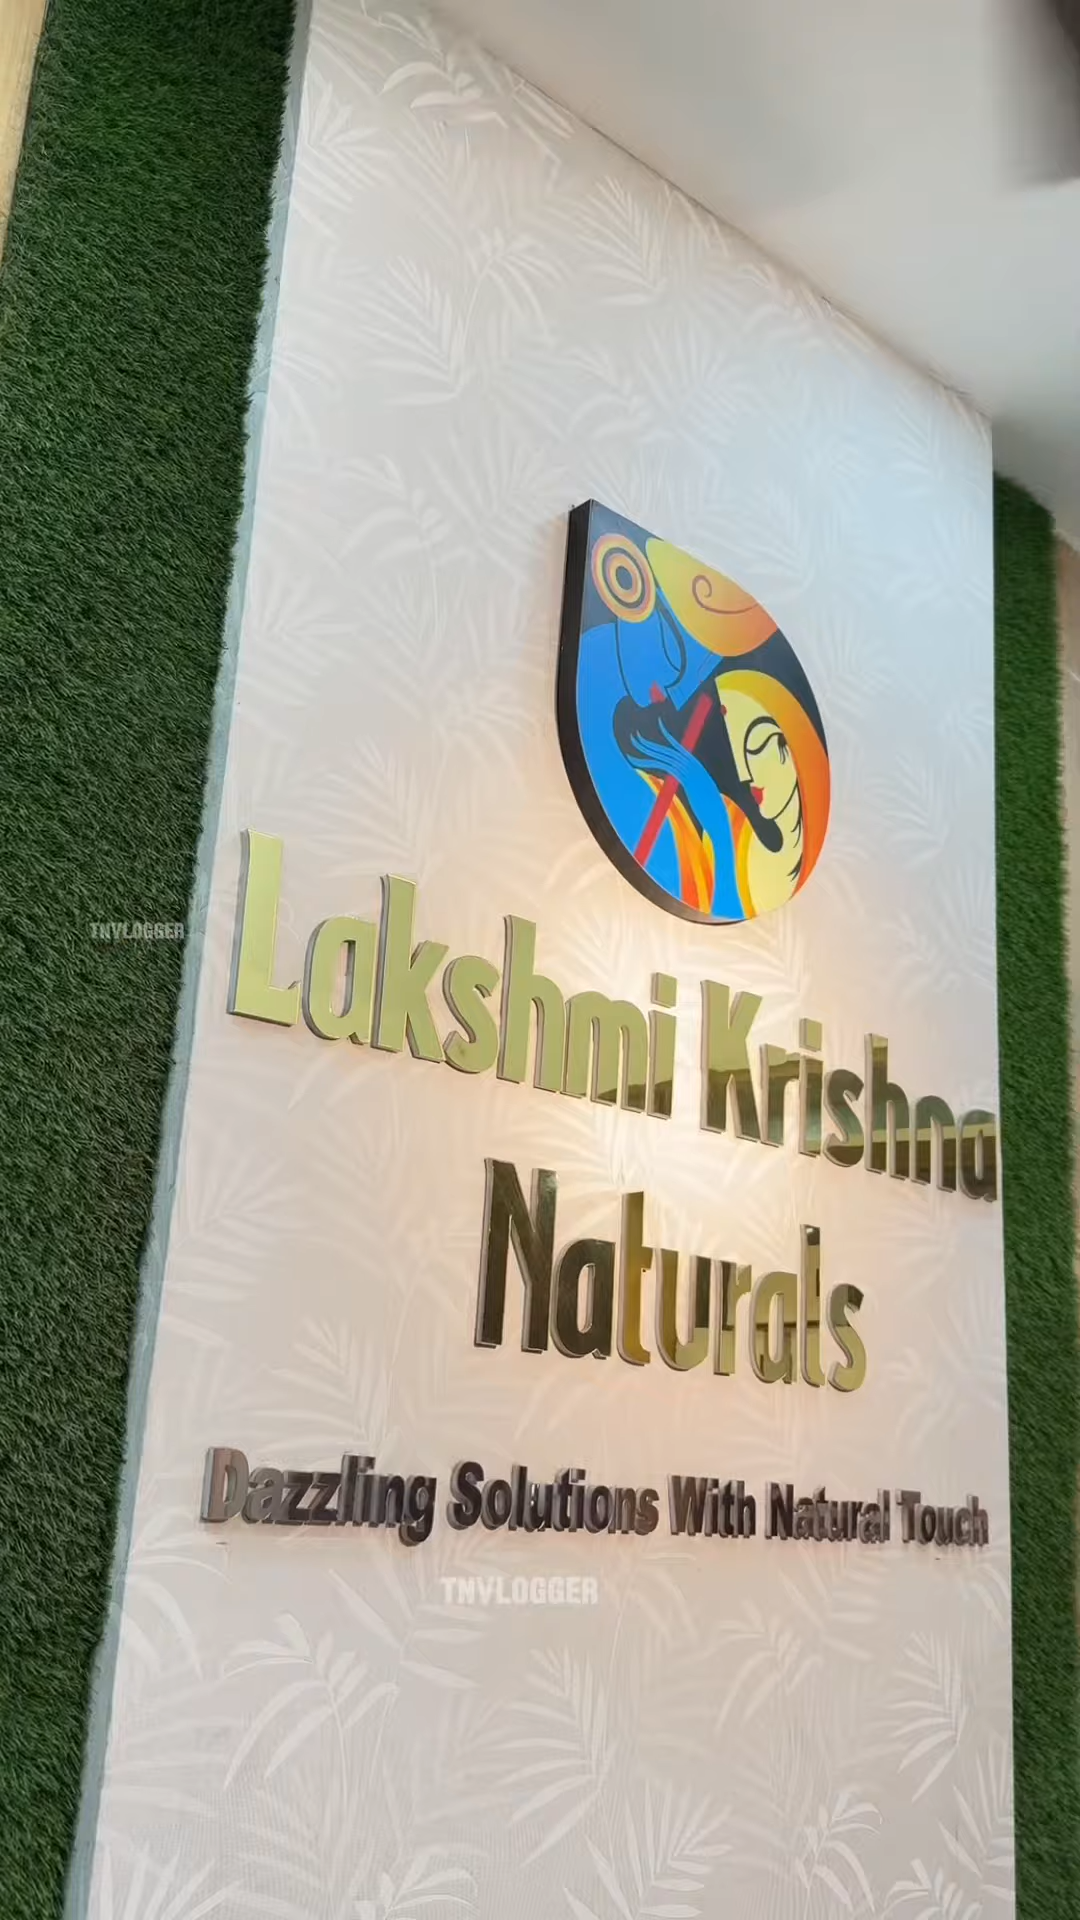 Lakshmi Krishna
Naturals
TNVLOGGER
Dazzling Solutions With Natural Touch
TNVLOGGER